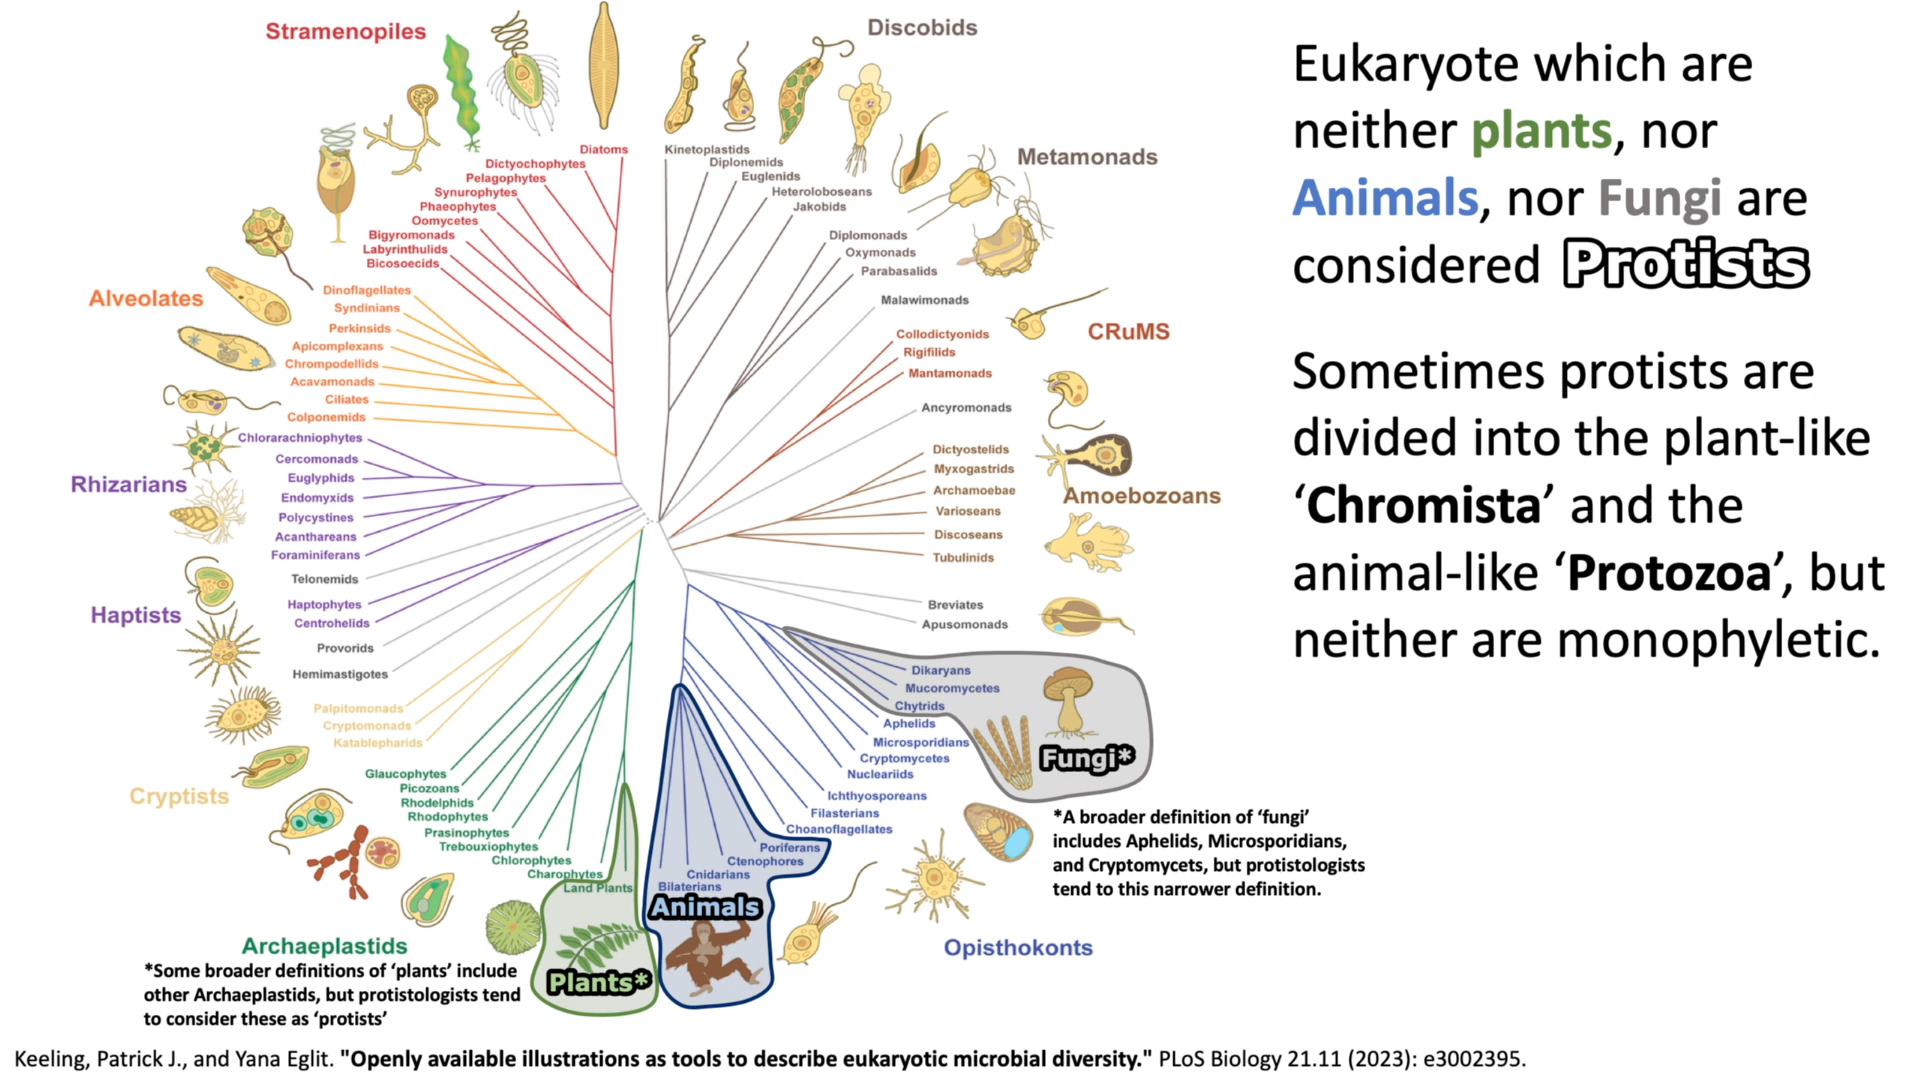 Stramenopiles
Discobids
Metamonads
Diatoms
Dictyochophytes
Pelagophytes
Synurophytes
Phaeophytes
Oomycetes
Bigyromonads
Labyrinthulids
Bicosoecids
Kinetoplastids
Diplonemids
Euglenids
Heteroloboseans
Jakobids
Diplomonads
Oxymonads
Parabasalids
Malawimonads
Alveolates
Dinoflagellates
Syndinians
Perkinsids
Apicomplexans
Chrompodellids
Acavamonads
Ciliates
Colponemids
CRuMS
Collodictyonids
Rigifilids
Mantamonads
Ancyromonads
Rhizarians
Chlorarachniophytes
Cercomonads
Euglyphids
Endomyxids
Polycystines
Acanthareans
Foraminiferans
Telonemids
Amoebozoans
Dictyostelids
Myxogastrids
Archamoebae
Varioseans
Discoseans
Tubulinids
Haptists
Haptophytes
Centrohelids
Provorids
Hemimastigotes
Breviates
Apusomonads
Cryptists
Palpitomonads
Cryptomonads
Katablepharids
Dikaryans
Mucoromycetes
Chytrids
Aphelids
Microsporidians
Cryptomycetes
Nucleariids
Ichthyosporeans
Filasterians
Choanoflagellates
Poriferans
Ctenophores
Cnidarians
Bilaterians
Fungi*
Glaucophytes
Picozoans
Rhodelphids
Rhodophytes
Prasinophytes
Trebouxiophytes
Chlorophytes
Charophytes
Land Plants
Animals
Plants*
Archaeplastids
Opisthokonts
*Some broader definitions of ‘plants’ include
other Archaeplastids, but protistologists tend
to consider these as ‘protists’
*A broader definition of ‘fungi’
includes Aphelids, Microsporidians,
and Cryptomycets, but protistologists
tend to this narrower definition.
Eukaryote which are
neither plants, nor
Animals, nor Fungi are
considered Protists
Sometimes protists are
divided into the plant-like
‘Chromista’ and the
animal-like ‘Protozoa’, but
neither are monophyletic.
Keeling, Patrick J., and Yana Eglit. "Openly available illustrations as tools to describe eukaryotic microbial diversity." PLoS Biology 21.11 (2023): e3002395.